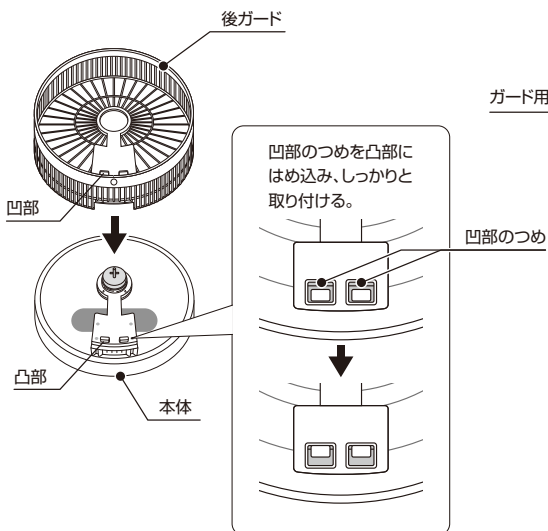 後ガード
ガード用
凹部のつめを凸部に
はめ込み、しっかりと
取り付ける。
凹部
凹部のつめ
凸部
本体